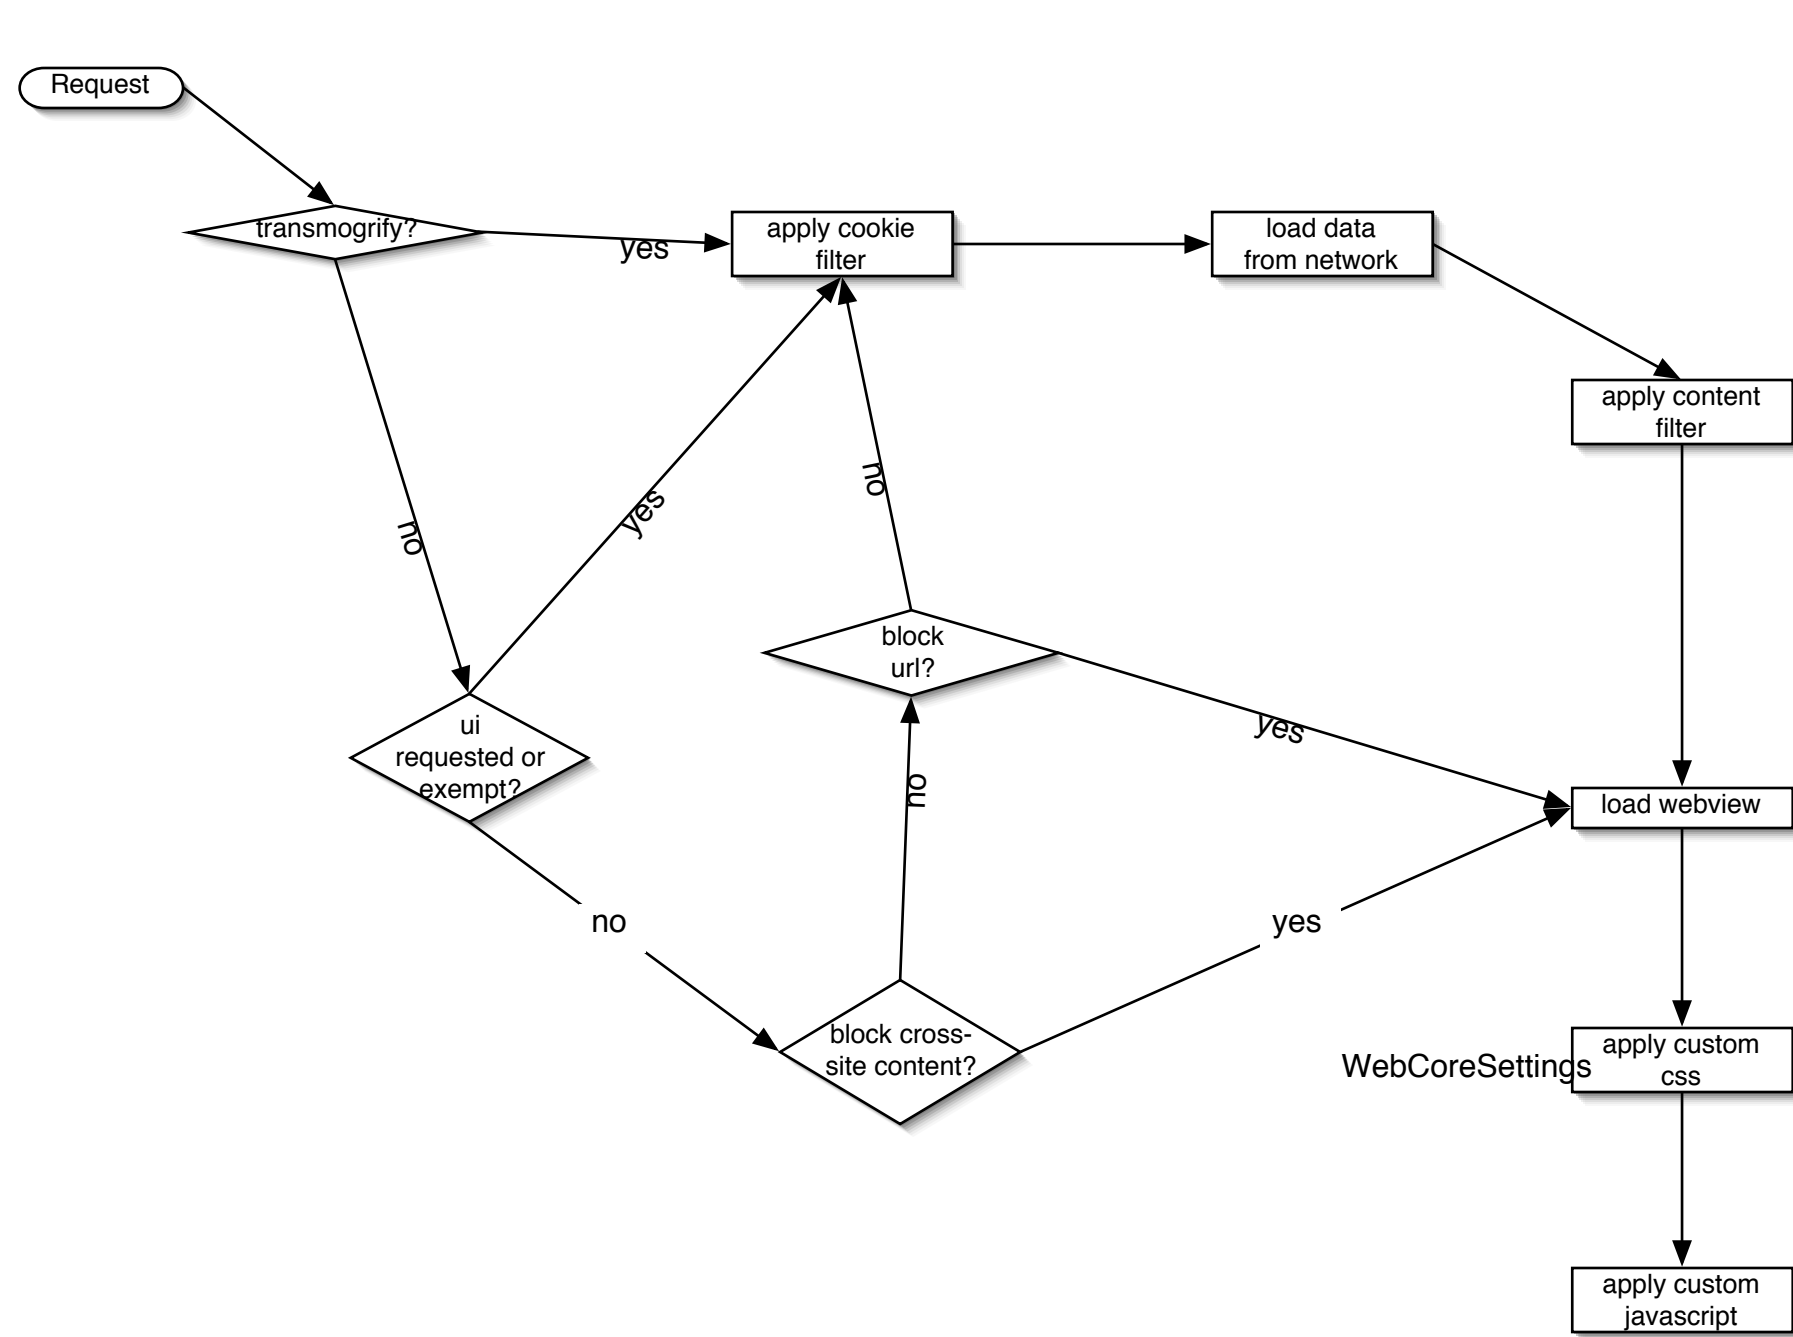 Request
transmogrify?
yes
apply cookie
filter
load data
from network
apply content
filter
no
yes
no
block
url?
ui
requested or
exempt?
yes
no
load webview
no
yes
block cross-
site content?
WebCoreSettings
apply custom
css
apply custom
javascript